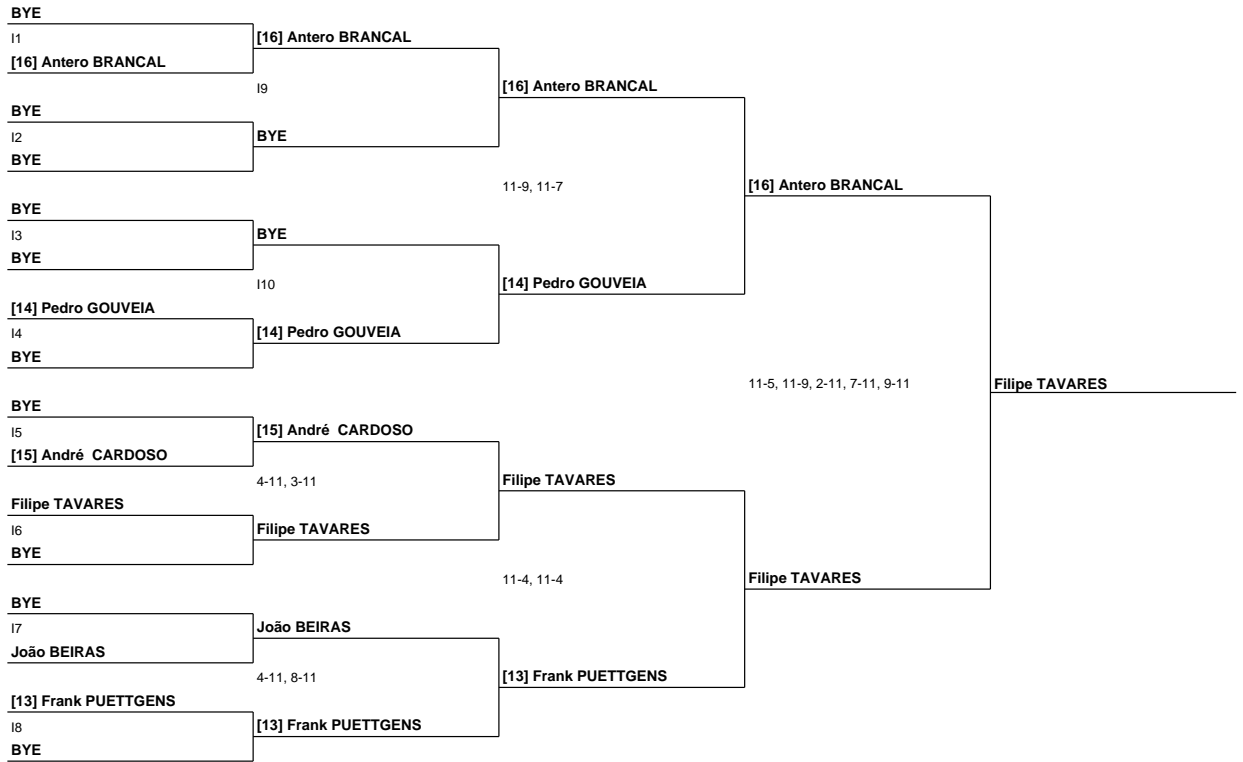 BYE
I1
[16] Antero BRANCAL
BYE
I2
BYE
BYE
I3
BYE
[14] Pedro GOUVEIA
I4
BYE
BYE
I5
[15] André  CARDOSO
Filipe TAVARES
I6
BYE
BYE
I7
João BEIRAS
[13] Frank PUETTGENS
I8
BYE
[16] Antero BRANCAL
I9
BYE
BYE
I10
[14] Pedro GOUVEIA
[15] André  CARDOSO
4-11, 3-11
Filipe TAVARES
João BEIRAS
4-11, 8-11
[13] Frank PUETTGENS
[16] Antero BRANCAL
11-9, 11-7
[14] Pedro GOUVEIA
Filipe TAVARES
11-4, 11-4
[13] Frank PUETTGENS
[16] Antero BRANCAL
11-5, 11-9, 2-11, 7-11, 9-11
Filipe TAVARES
Filipe TAVARES